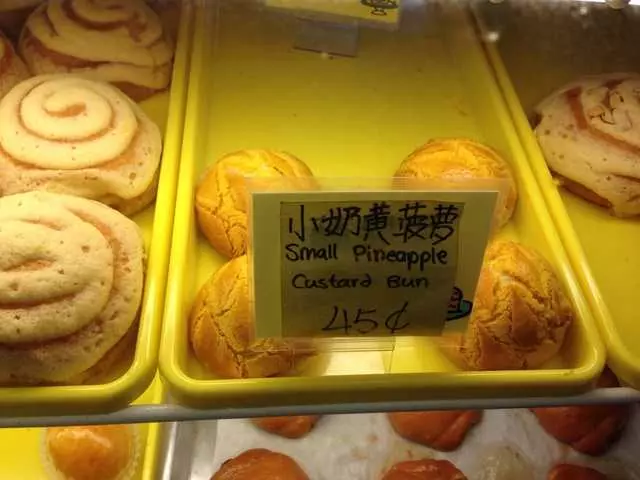 小奶黄菠萝
Small Pineapple
Custard Bun
45¢